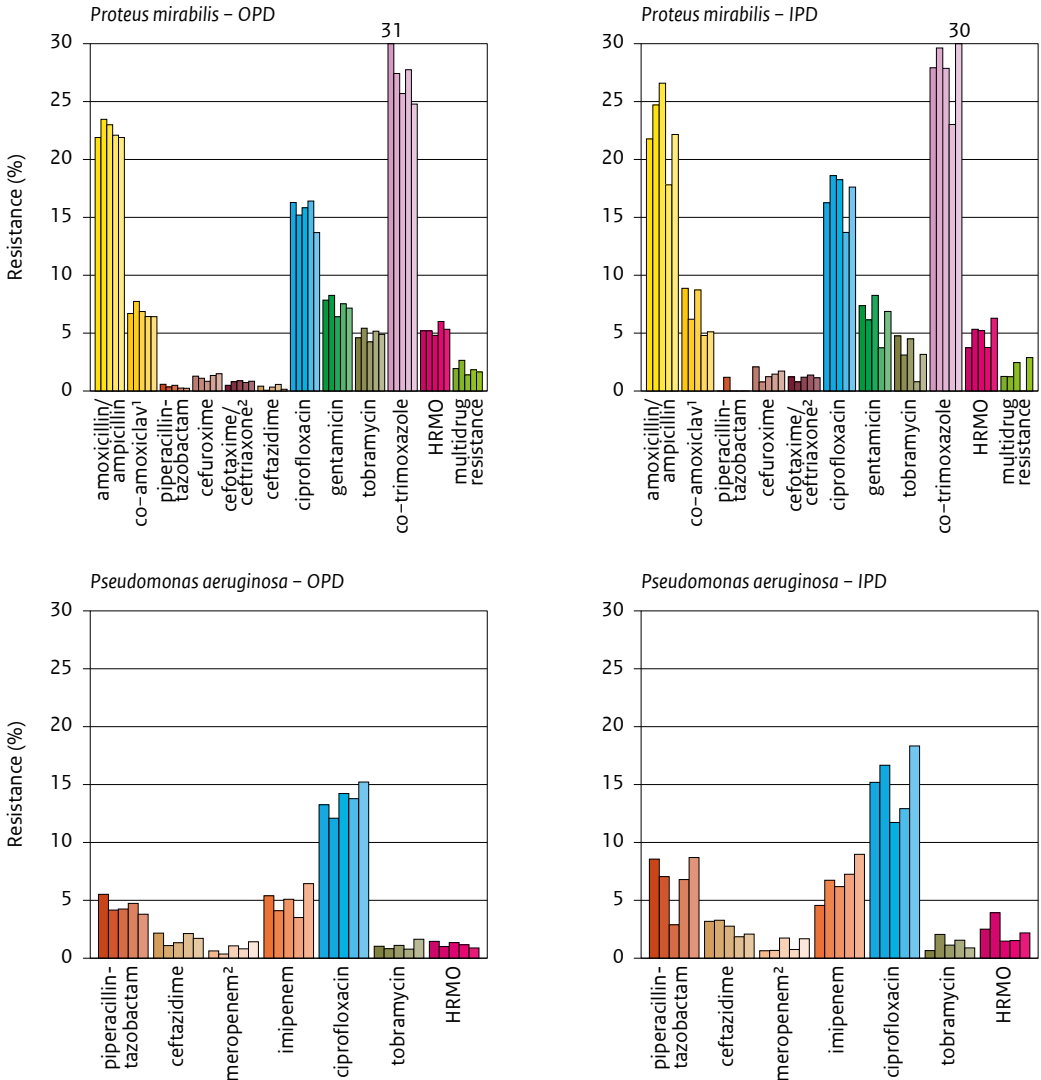 Proteus mirabilis – OPD
31
30
25
20
15
10
5
0
Resistance (%)
amoxicillin/
ampicillin
co–amoxiclav¹
piperacillin-
tazobactam
cefuroxime
cefotaxime/
ceftriaxone²
ceftazidime
ciprofloxacin
gentamicin
tobramycin
co–trimoxazole
HRMO
multidrug
resistance
Proteus mirabilis – IPD
30
30
25
20
15
10
5
0
amoxicillin/
ampicillin
co–amoxiclav¹
piperacillin-
tazobactam
cefuroxime
cefotaxime/
ceftriaxone²
ciprofloxacin
gentamicin
tobramycin
co–trimoxazole
HRMO
multidrug
resistance
Pseudomonas aeruginosa – OPD
30
25
20
15
10
5
0
Resistance (%)
piperacillin-
tazobactam
ceftazidime
meropenem²
imipenem
ciprofloxacin
tobramycin
HRMO
Pseudomonas aeruginosa – IPD
30
25
20
15
10
5
0
piperacillin-
tazobactam
ceftazidime
meropenem²
imipenem
ciprofloxacin
tobramycin
HRMO